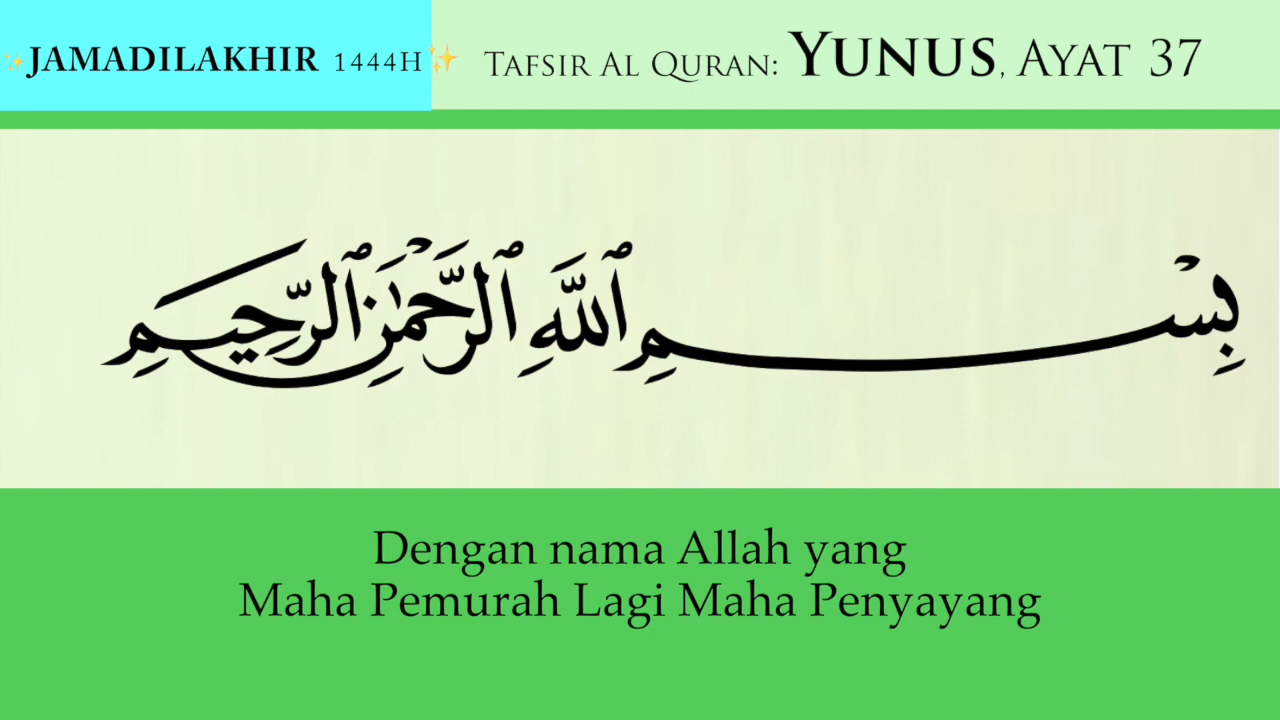 ✨JAMADILAKHIR 1444H✨
TAFSIR AL QURAN: YUNUS, AYAT 37
بِسْمِ ٱللَّهِ ٱلرَّحْمَٰنِ ٱلرَّحِيمِ
Dengan nama Allah yang
Maha Pemurah Lagi Maha Penyayang